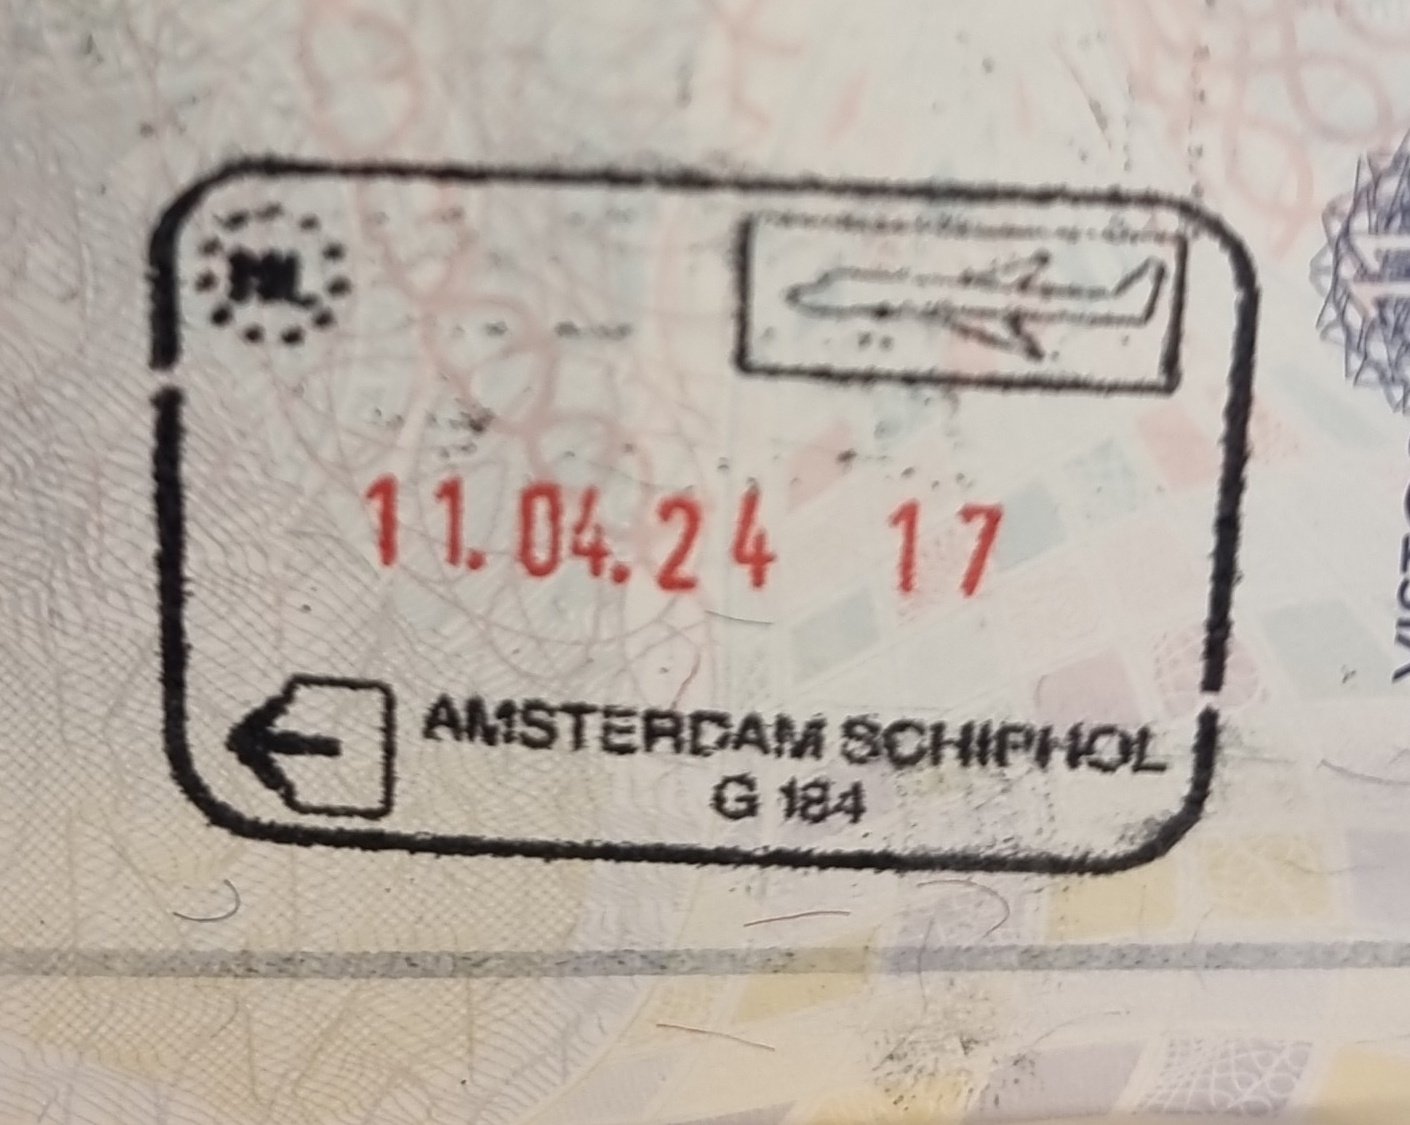 NL
11.04.24 17
AMSTERDAM SCHIPHOL
G 184